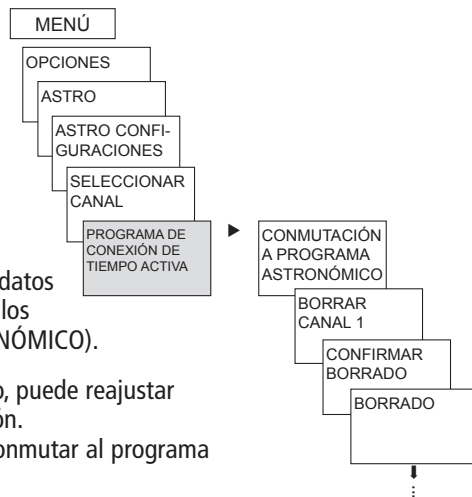 MENÚ
OPCIONES
ASTRO
ASTRO CONFI-
GURACIONES
SELECCIONAR
CANAL
PROGRAMA DE
CONEXIÓN DE
TIEMPO ACTIVA
CONMUTACIÓN
A PROGRAMA
ASTRONÓMICO
BORRAR
CANAL 1
CONFIRMAR
BORRADO
BORRADO
datos
los
NÓMICO).
o, puede reajustar
ón.
onmutar al programa